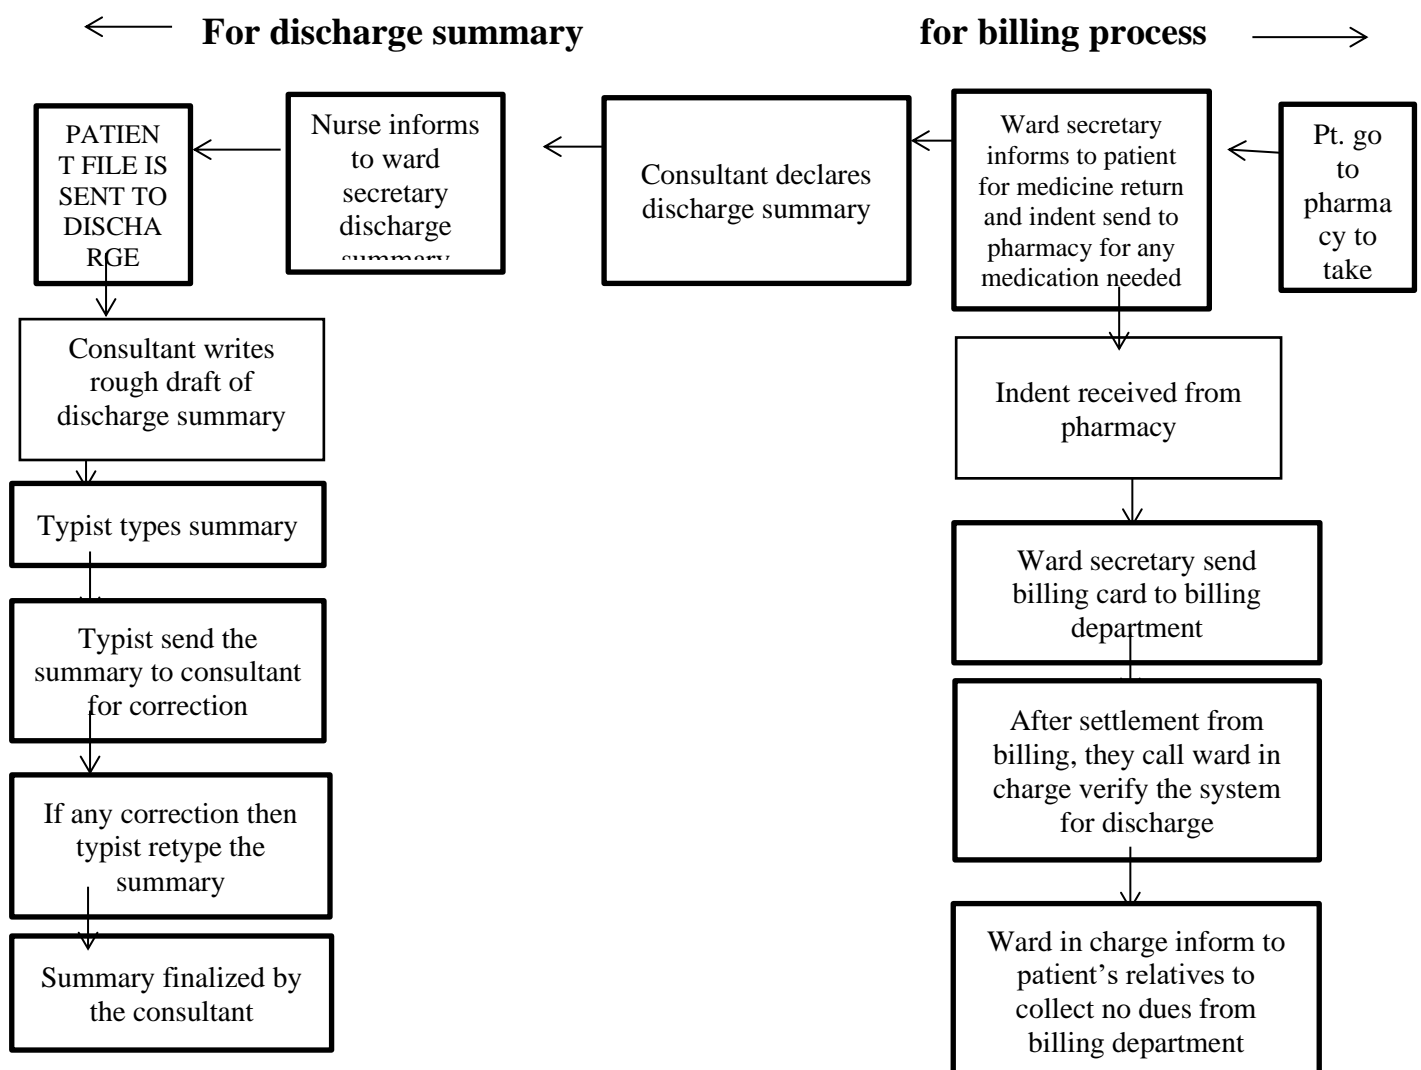 For discharge summary
for billing process
PATIEN
T FILE IS
SENT TO
DISCHA
RGE
Nurse informs
to ward
secretary
discharge
summary
Consultant declares
discharge summary
Ward secretary
informs to patient
for medicine return
and indent send to
pharmacy for any
medication needed
Pt. go
to
pharma
cy to
take
Consultant writes
rough draft of
discharge summary
Indent received from
pharmacy
Typist types summary
Ward secretary send
billing card to billing
department
Typist send the
summary to consultant
for correction
After settlement from
billing, they call ward in
charge verify the system
for discharge
If any correction then
typist retype the
summary
Ward in charge inform to
patient’s relatives to
collect no dues from
billing department
Summary finalized by
the consultant